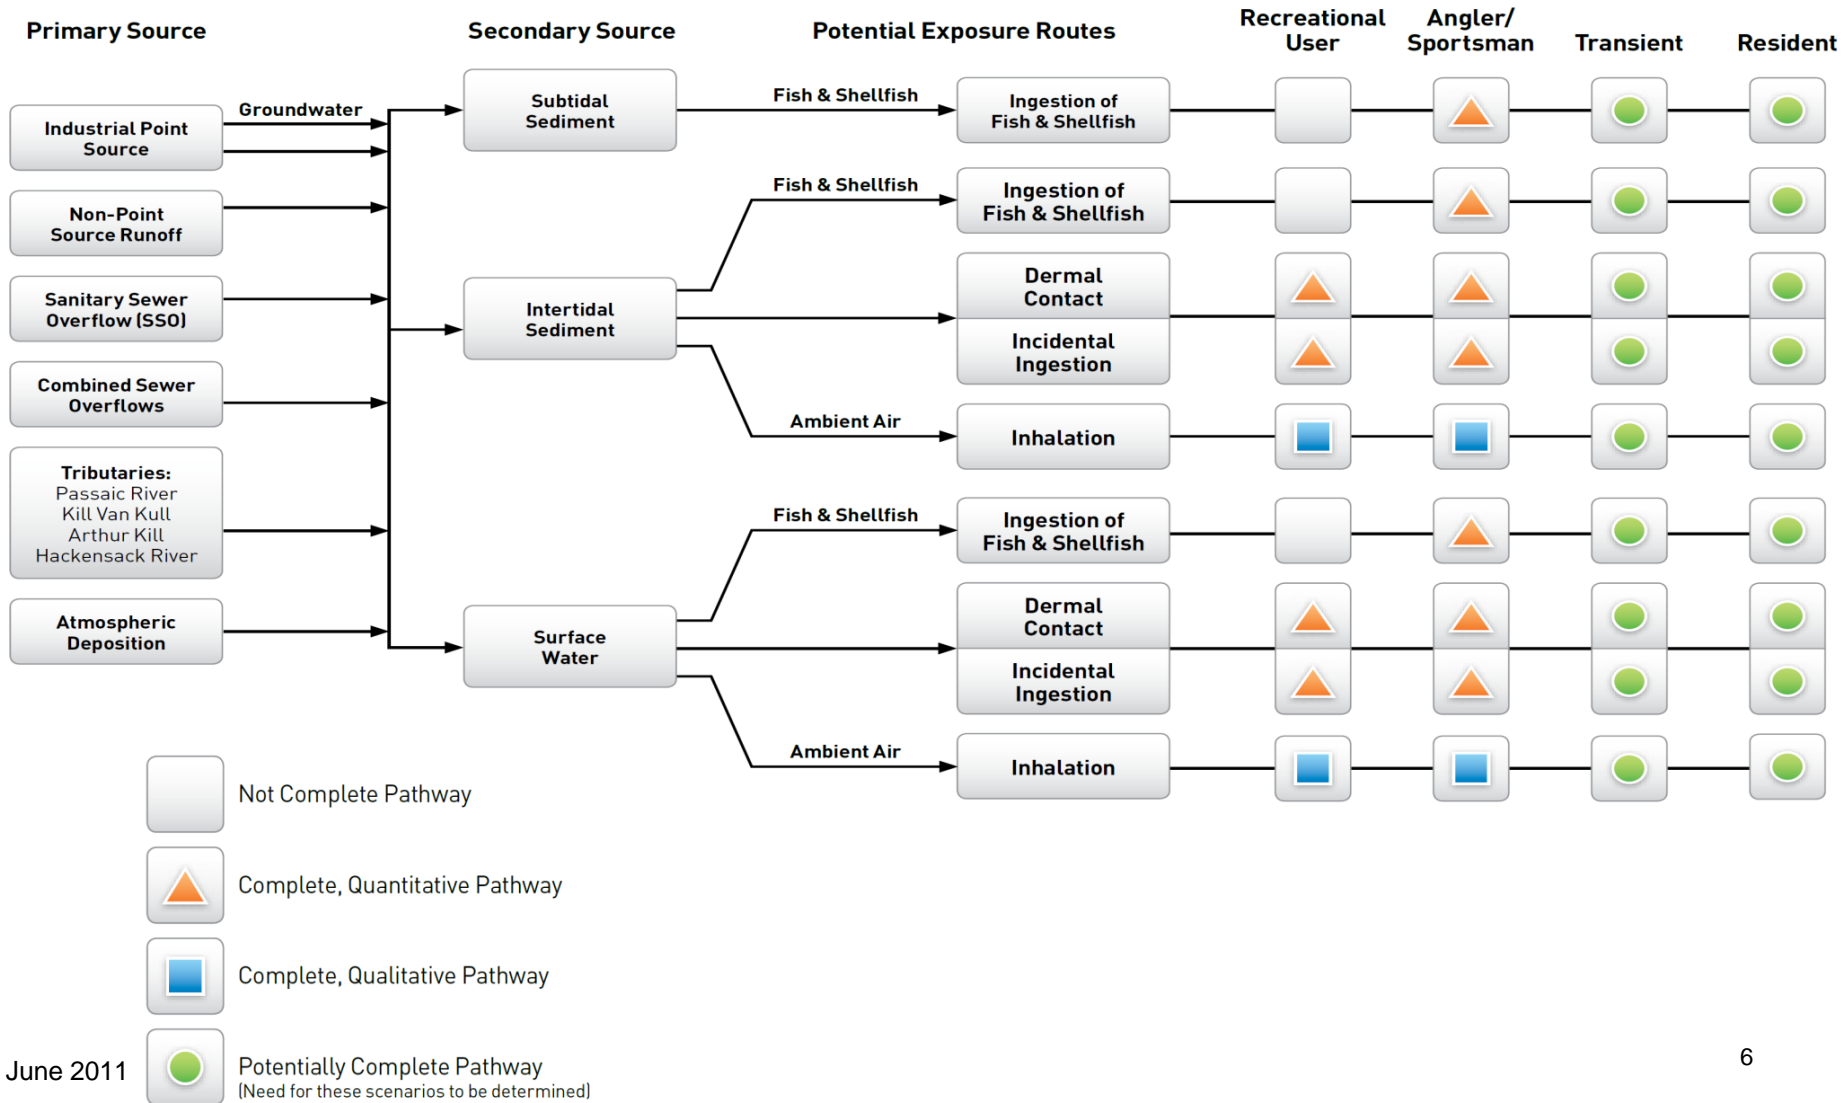 Primary Source
Secondary Source
Potential Exposure Routes
Recreational
User
Angler/
Sportsman
Transient
Resident
Industrial Point
Source
Groundwater
Non-Point
Source Runoff
Sanitary Sewer
Overflow (SSO)
Combined Sewer
Overflows
Tributaries:
Passaic River
Kill Van Kull
Arthur Kill
Hackensack River
Atmospheric
Deposition
Subtidal
Sediment
Intertidal
Sediment
Surface
Water
Fish & Shellfish
Ingestion of
Fish & Shellfish
Fish & Shellfish
Ingestion of
Fish & Shellfish
Dermal
Contact
Incidental
Ingestion
Ambient Air
Inhalation
Fish & Shellfish
Ingestion of
Fish & Shellfish
Dermal
Contact
Incidental
Ingestion
Ambient Air
Inhalation
Not Complete Pathway
Complete, Quantitative Pathway
Complete, Qualitative Pathway
Potentially Complete Pathway
(Need for these scenarios to be determined)
June 2011
6